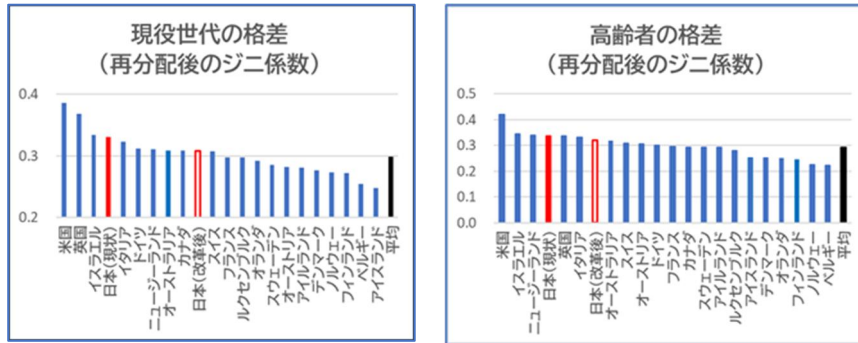 現役世代の格差
（再分配後のジニ係数）
0.4
0.3
0.2
米国
英国
イスラエル
日本(現状)
イタリア
ドイツ
ニュージーランド
オーストラリア
カナダ
日本(改革後)
スイス
フランス
ルクセンブルク
オランダ
スウェーデン
オーストリア
アイルランド
デンマーク
ノルウェー
フィンランド
ベルギー
アイスランド
平均
高齢者の格差
（再分配後のジニ係数）
0.5
0.4
0.3
0.2
0.1
0.0
米国
イスラエル
ニュージーランド
日本(現状)
英国
イタリア
日本(改革後)
オーストラリア
スイス
オーストリア
ドイツ
フランス
カナダ
スウェーデン
アイルランド
ルクセンブルク
アイスランド
デンマーク
オランダ
フィンランド
ノルウェー
ベルギー
平均